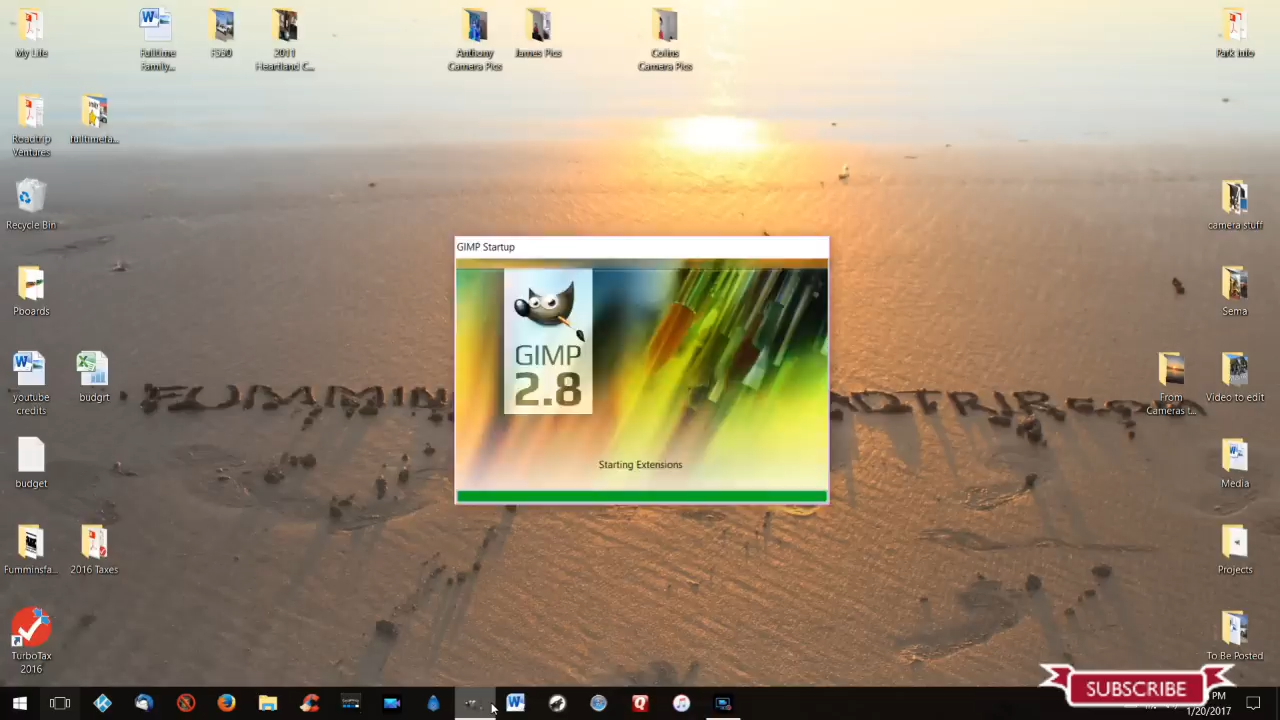 My Life
Fulltime
Family...
F350
2011
Heartland C...
Anthony
Camera Pics
James Pics
Collins
Camera Pics
Park Info
Roadtrip
Ventures
fulltimefa...
Recycle Bin
camera stuff
GIMP Startup
Pboards
Sema
GIMP
2.8
youtube
credits
budgrt
From
Cameras t...
Video to edit
FUMMIN
Starting Extensions
budget
Media
Fumminsfa...
2016 Taxes
Projects
TurboTax
2016
To Be Posted
SUBSCRIBE
PM
1/20/2017